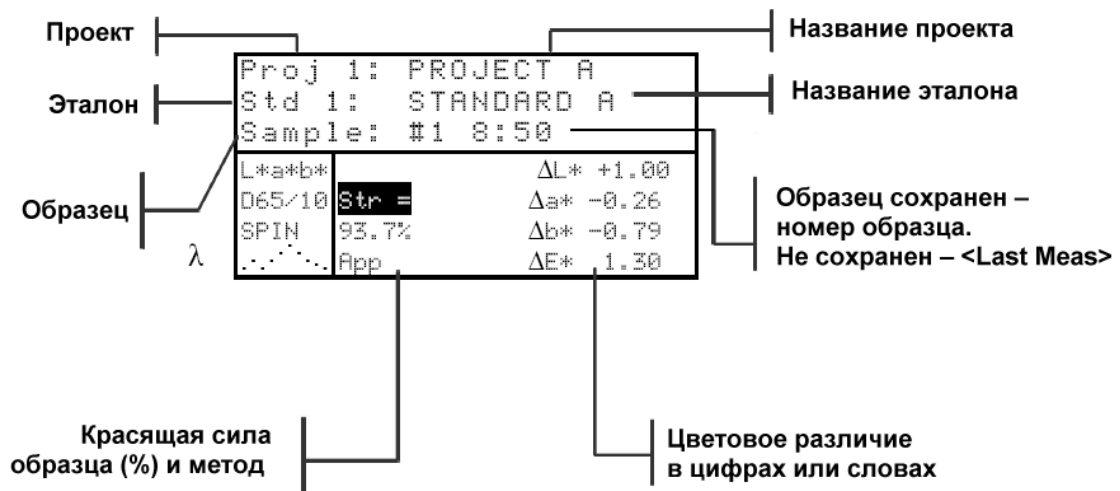 Проект
Название проекта
Proj 1: PROJECT A
Эталон
Std 1: STANDARD A
Название эталона
Sample: #1 8:50
Образец
L*a*b*
D65/10
SPIN
λ
Str =
93.7%
App
ΔL* +1.00
Δa* -0.26
Δb* -0.79
ΔE* 1.30
Образец сохранен –
номер образца.
Не сохранен – <Last Meas>
Красящая сила
образца (%) и метод
Цветовое различие
в цифрах или словах